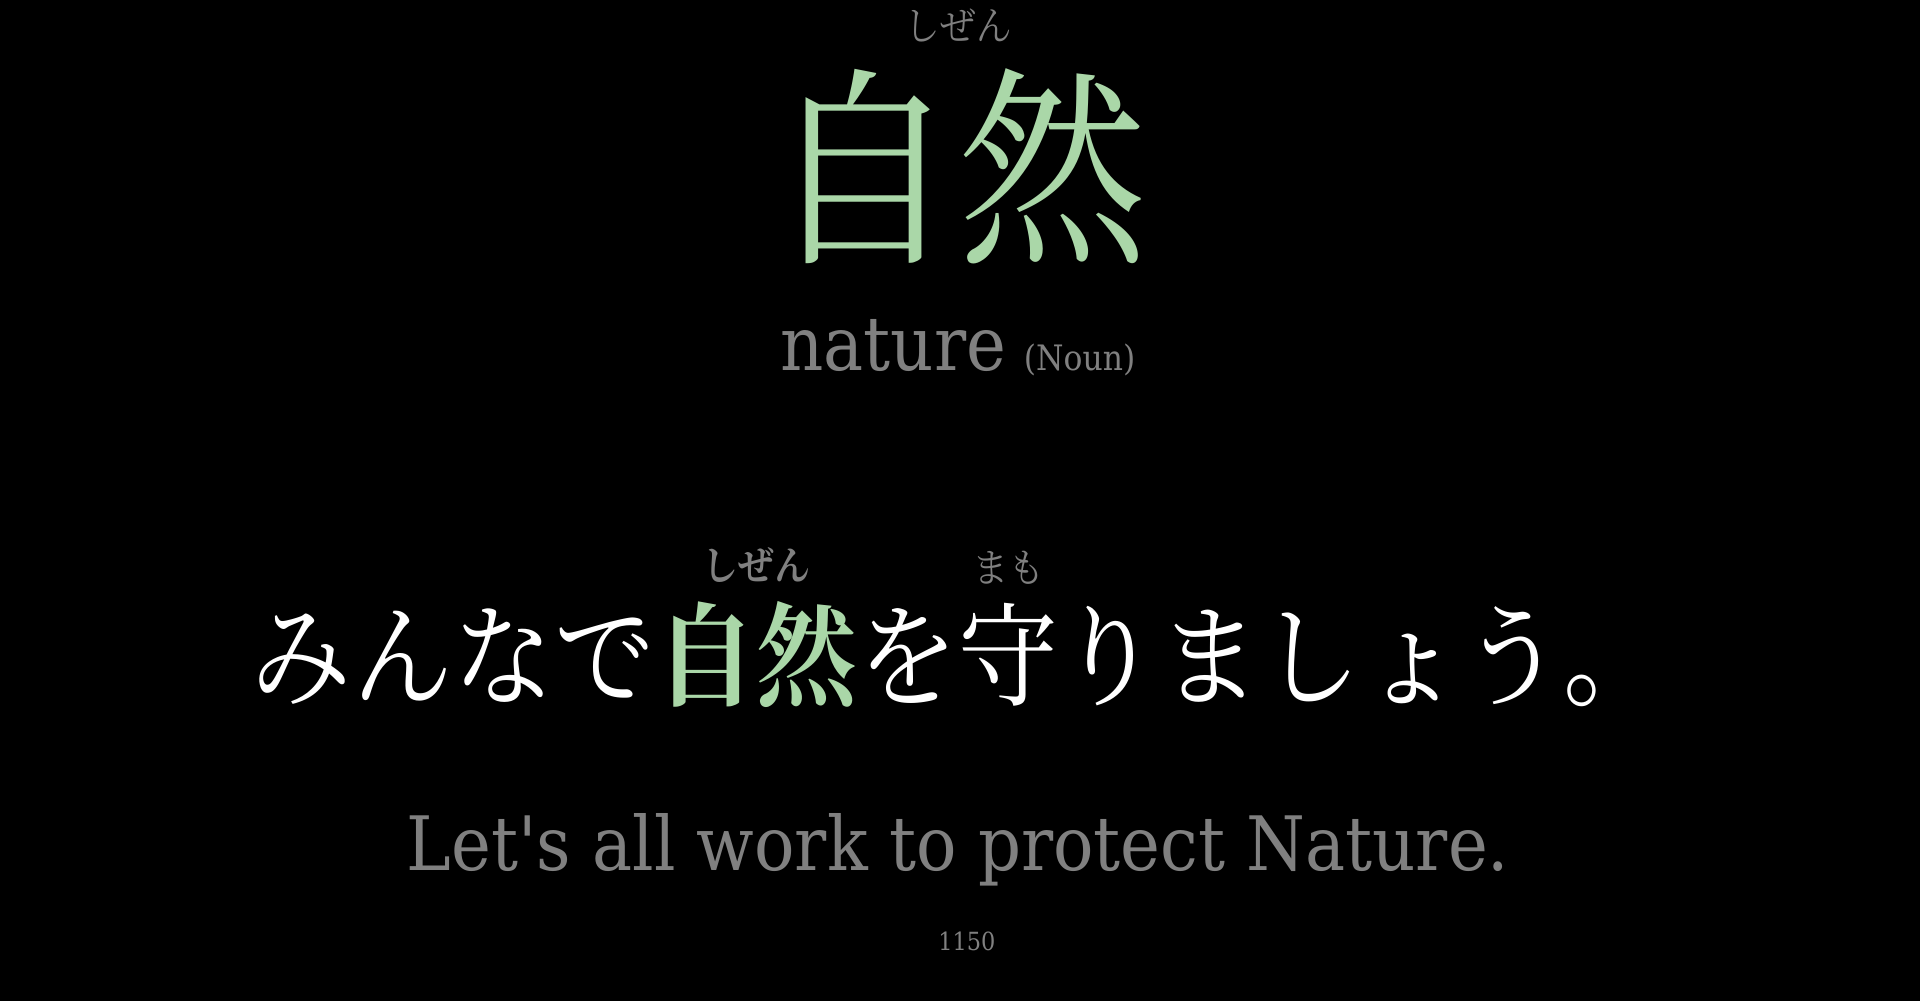 しぜん
自然
nature (Noun)
しぜん まも
みんなで自然を守りましょう。
Let's all work to protect Nature.
1150